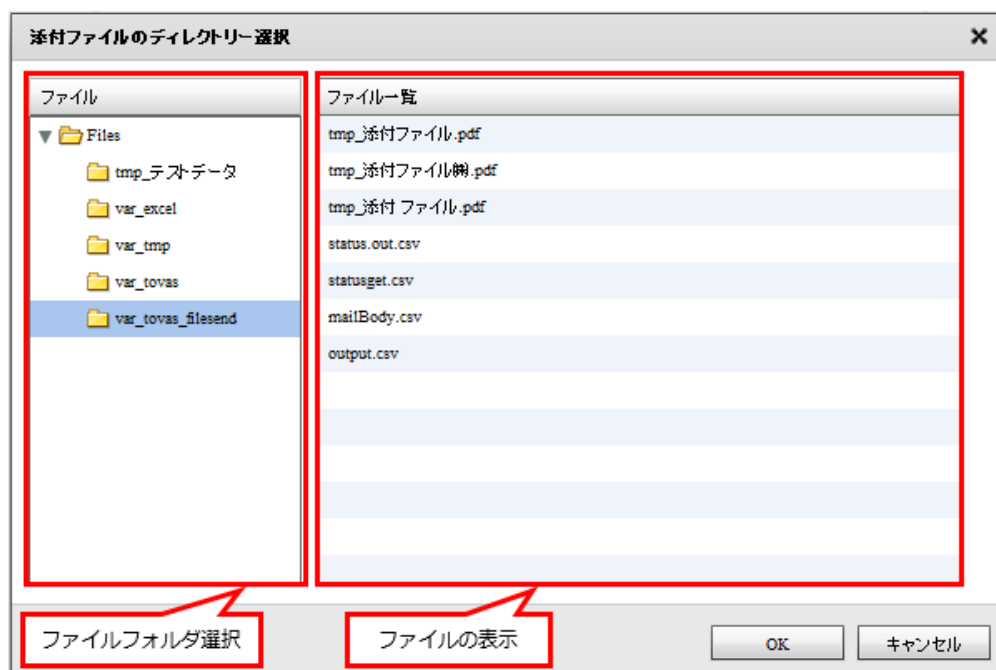 添付ファイルのディレクトリー選択
ファイル
Files
tmp_テストデータ
var_excel
var_tmp
var_tovas
var_tovas_filesend
ファイル一覧
tmp_添付ファイル.pdf
tmp_添付ファイル㈱.pdf
tmp_添付 ファイル.pdf
status.out.csv
statusget.csv
mailBody.csv
output.csv
ファイルフォルダ選択
ファイルの表示
OK
キャンセル